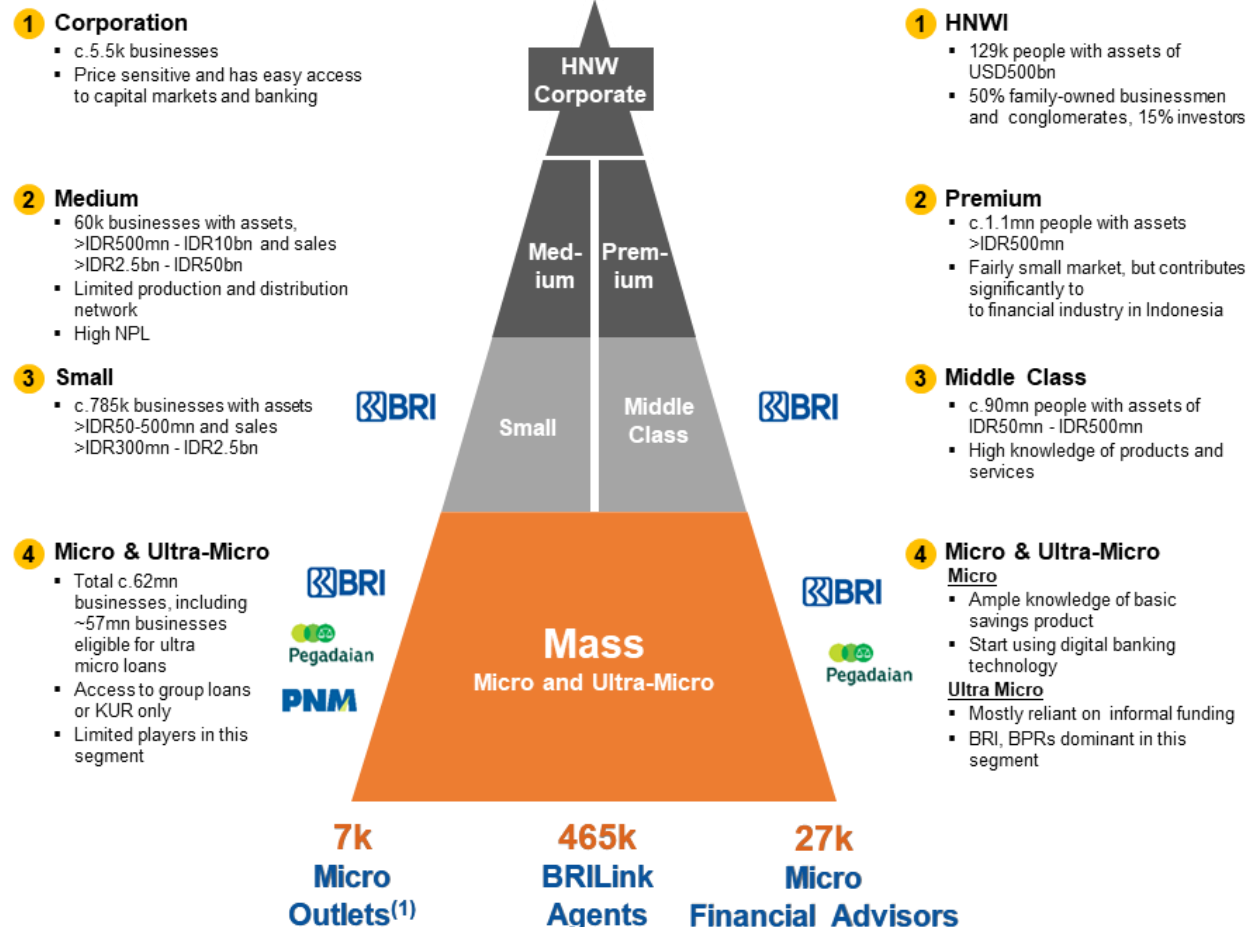 1 Corporation
▪ c.5.5k businesses
▪ Price sensitive and has easy access
to capital markets and banking
2 Medium
▪ 60k businesses with assets,
>IDR500mn - IDR10bn and sales
>IDR2.5bn - IDR50bn
▪ Limited production and distribution
network
▪ High NPL
3 Small
▪ c.785k businesses with assets
>IDR50-500mn and sales
>IDR300mn - IDR2.5bn
BRI
4 Micro & Ultra-Micro
▪ Total c.62mn
businesses, including
~57mn businesses
eligible for ultra
micro loans
▪ Access to group loans
or KUR only
▪ Limited players in this
segment
BRI
Pegadaian
PNM
HNW
Corporate
Med-
ium
Prem-
ium
Small
Middle
Class
Mass
Micro and Ultra-Micro
1 HNWI
▪ 129k people with assets of
USD500bn
▪ 50% family-owned businessmen
and conglomerates, 15% investors
2 Premium
▪ c.1.1mn people with assets
>IDR500mn
▪ Fairly small market, but contributes
significantly to
to financial industry in Indonesia
BRI
3 Middle Class
▪ c.90mn people with assets of
IDR50mn - IDR500mn
▪ High knowledge of products and
services
BRI
Pegadaian
4 Micro & Ultra-Micro
Micro
▪ Ample knowledge of basic
savings product
▪ Start using digital banking
technology
Ultra Micro
▪ Mostly reliant on informal funding
▪ BRI, BPRs dominant in this
segment
7k
Micro
Outlets(1)
465k
BRILink
Agents
27k
Micro
Financial Advisors